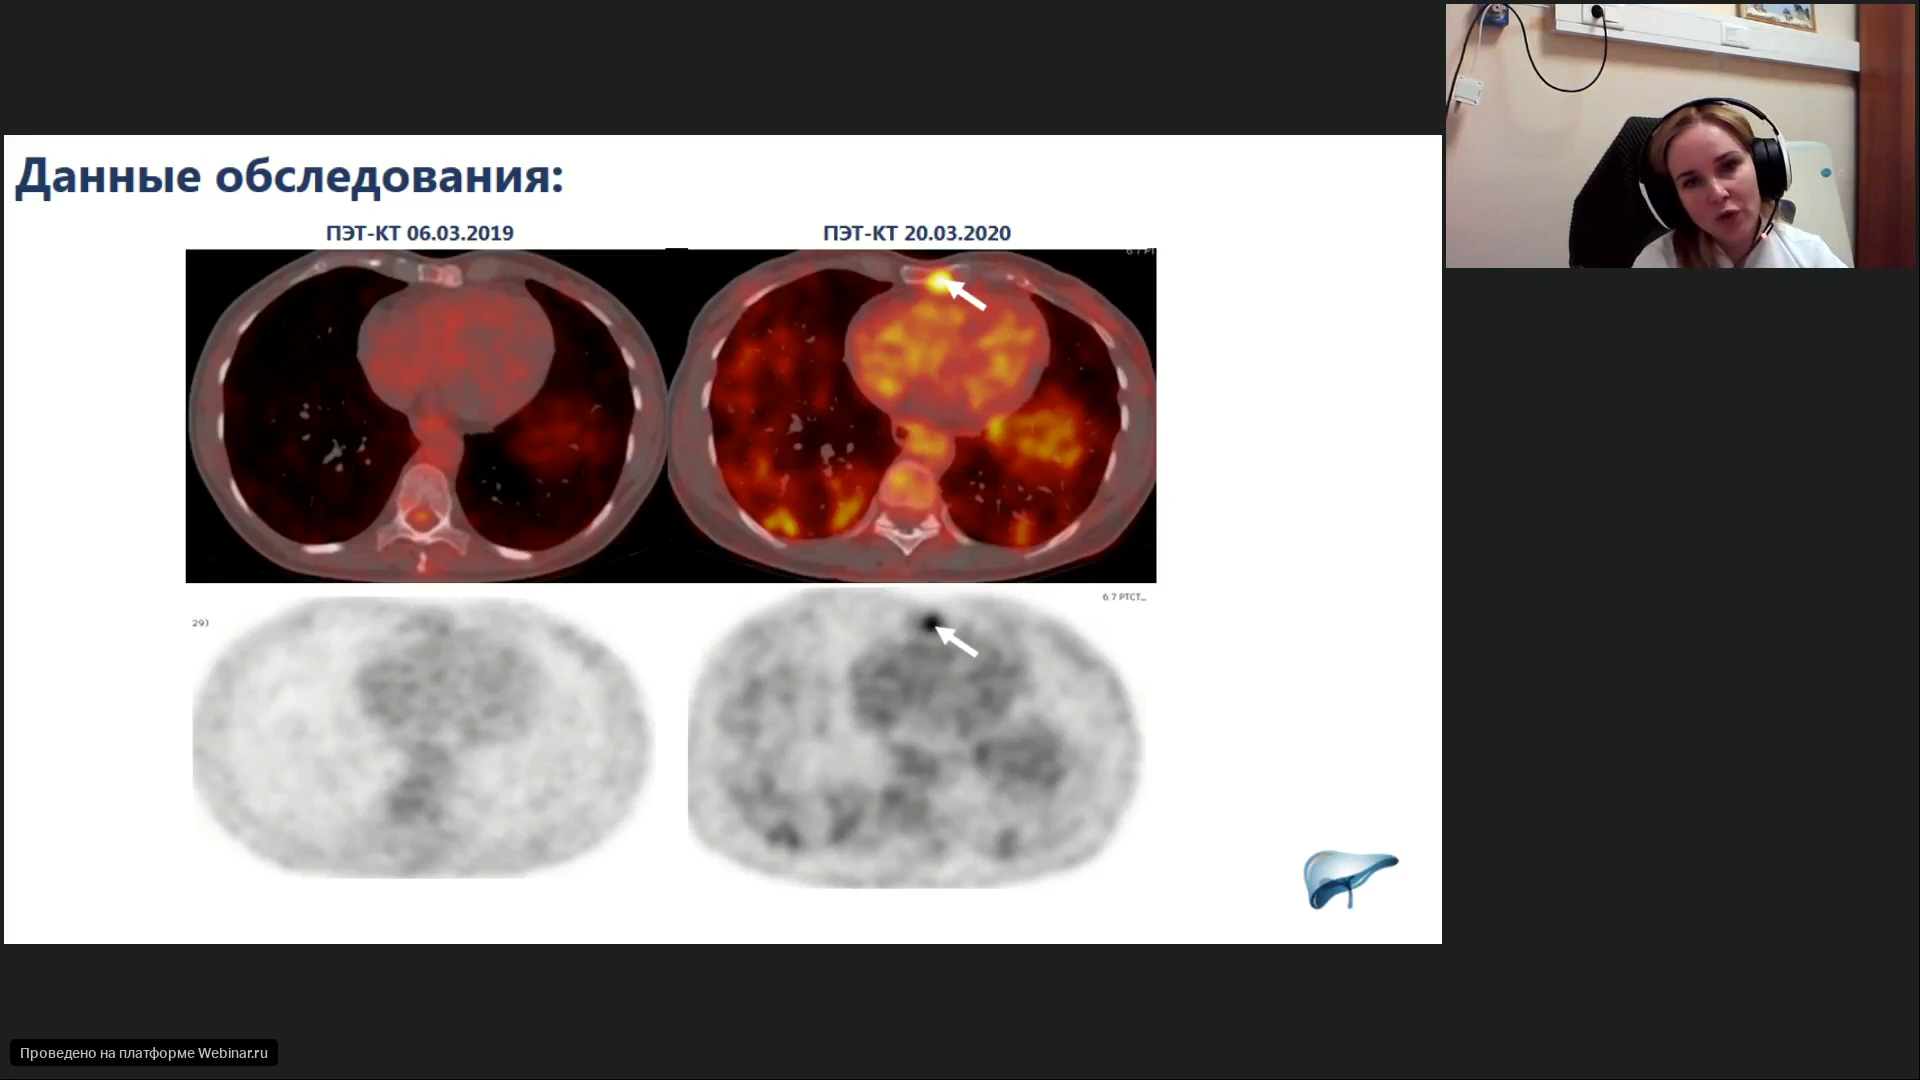 Данные обследования:
ПЭТ-КТ 06.03.2019
ПЭТ-КТ 20.03.2020
29)
6 7 PTCT...
Проведено на платформе Webinar.ru